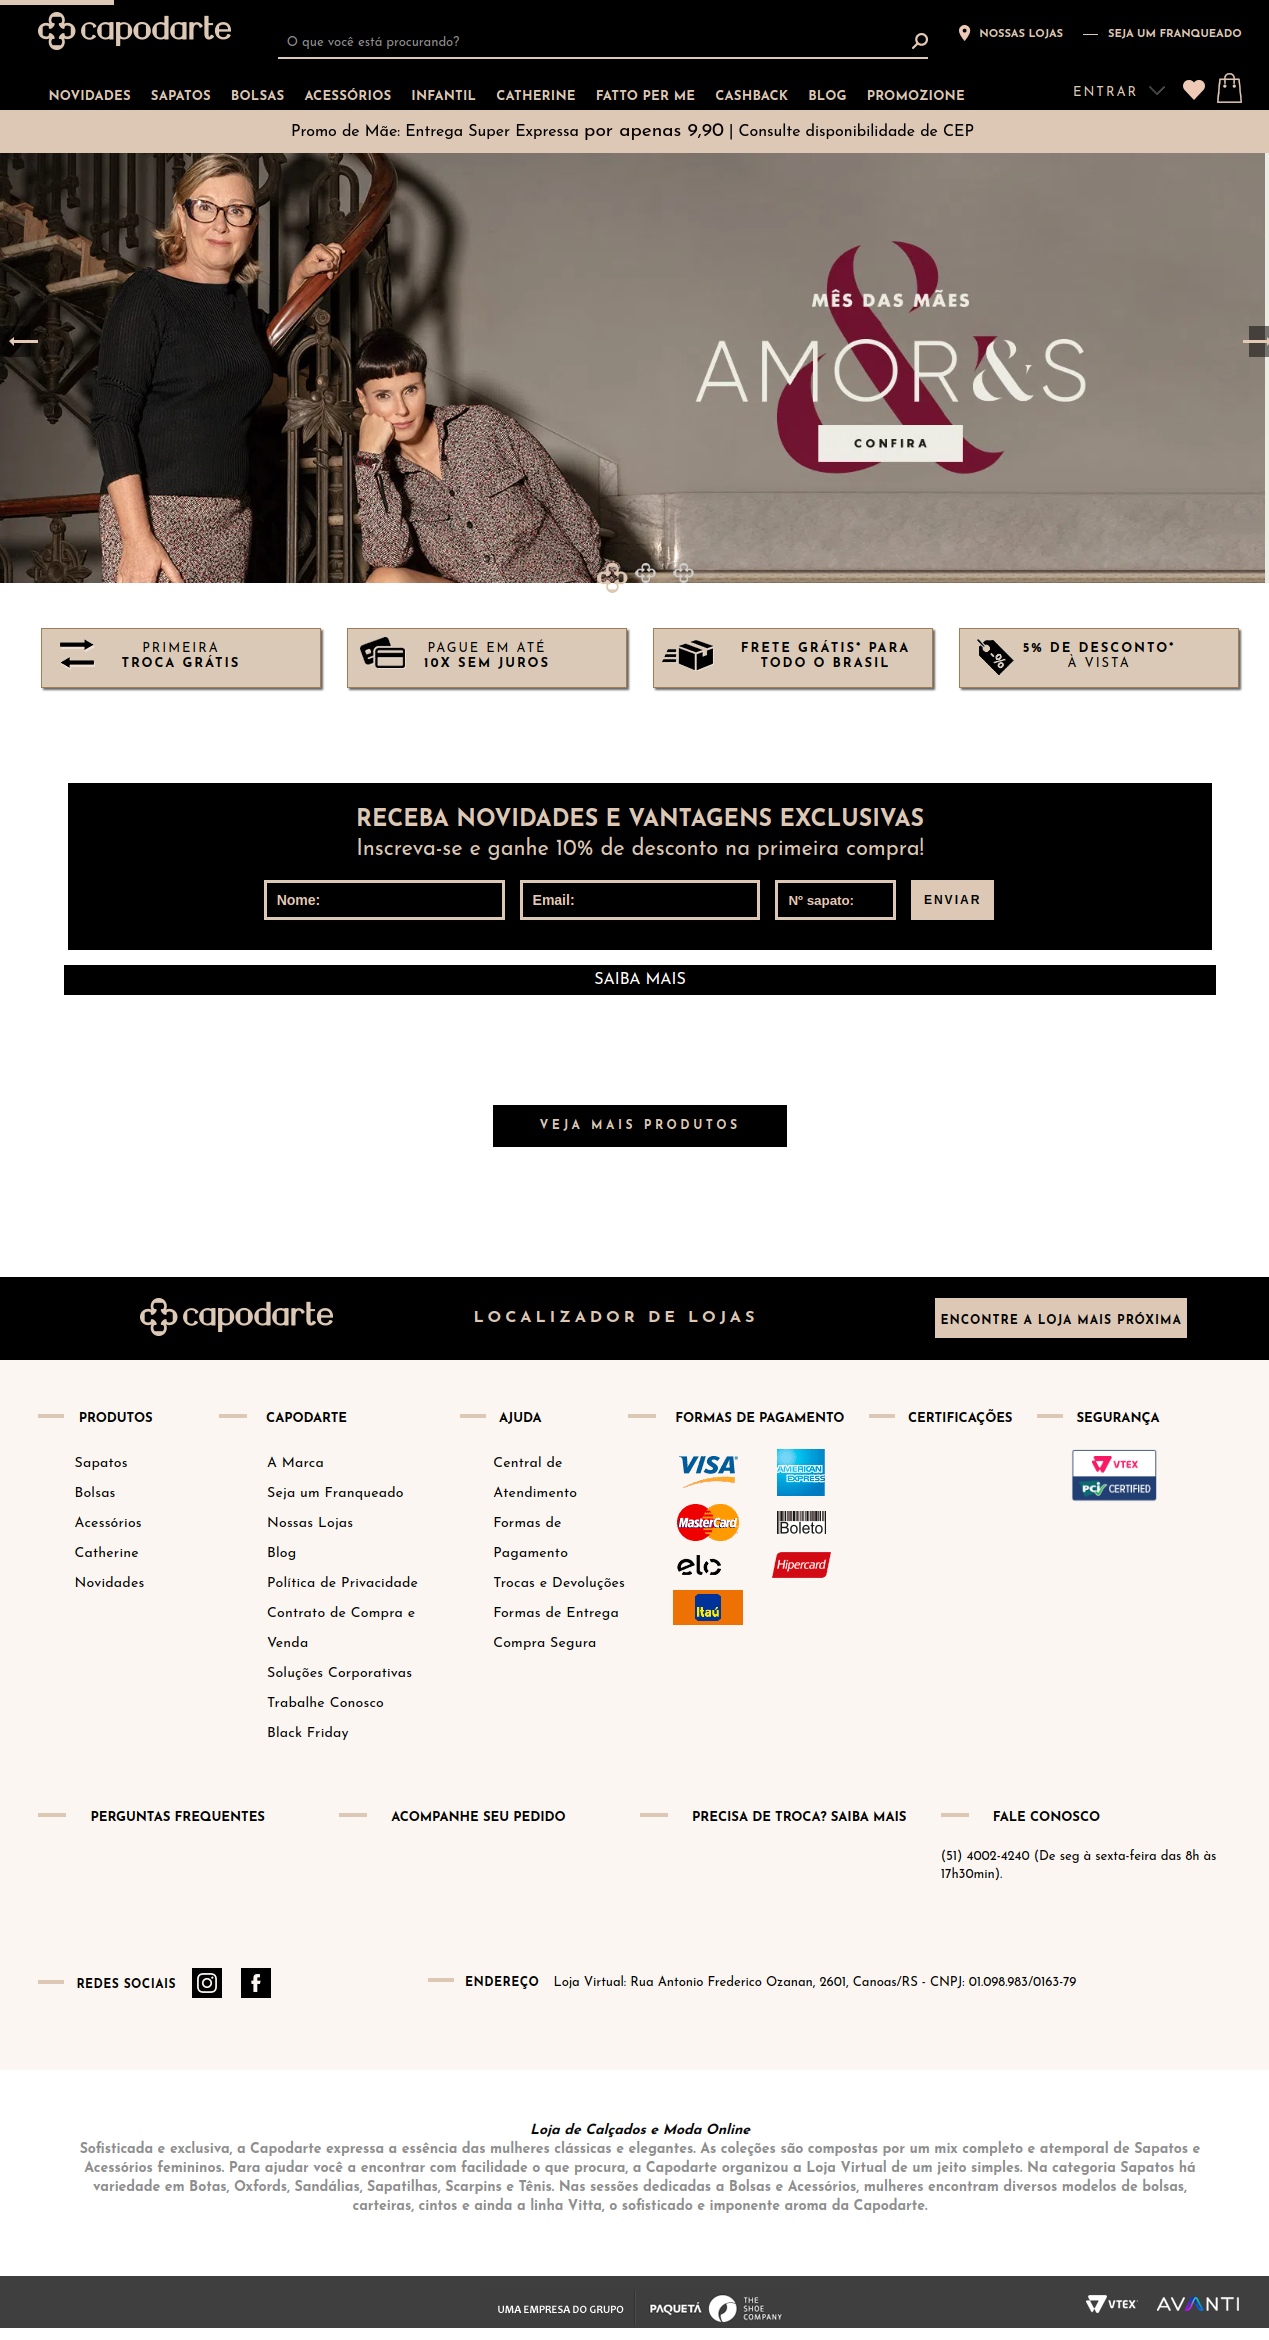 capodarte
O que você está procurando?
NOSSAS LOJAS
SEJA UM FRANQUEADO
NOVIDADES SAPATOS BOLSAS ACESSÓRIOS INFANTIL CATHERINE FATTO PER ME CASHBACK BLOG PROMOZIONE
ENTRAR
Promo de Mãe: Entrega Super Expressa por apenas 9,90 | Consulte disponibilidade de CEP
MÊS DAS MÃES
AMOR&S
&
CONFIRA
PRIMEIRA
TROCA GRÁTIS
PAGUE EM ATÉ
10X SEM JUROS
FRETE GRÁTIS* PARA
TODO O BRASIL
%
5% DE DESCONTO*
À VISTA
RECEBA NOVIDADES E VANTAGENS EXCLUSIVAS
Inscreva-se e ganhe 10% de desconto na primeira compra!
Nome:
Email:
Nº sapato:
ENVIAR
SAIBA MAIS
VEJA MAIS PRODUTOS
capodarte
LOCALIZADOR DE LOJAS
ENCONTRE A LOJA MAIS PRÓXIMA
PRODUTOS
Sapatos
Bolsas
Acessórios
Catherine
Novidades
CAPODARTE
A Marca
Seja um Franqueado
Nossas Lojas
Blog
Política de Privacidade
Contrato de Compra e
Venda
Soluções Corporativas
Trabalhe Conosco
Black Friday
AJUDA
Central de
Atendimento
Formas de
Pagamento
Trocas e Devoluções
Formas de Entrega
Compra Segura
FORMAS DE PAGAMENTO
VISA
AMERICAN
EXPRESS
MasterCard
Boleto
elo
Hipercard
Itaú
CERTIFICAÇÕES
SEGURANÇA
VTEX
PCI CERTIFIED
PERGUNTAS FREQUENTES
ACOMPANHE SEU PEDIDO
PRECISA DE TROCA? SAIBA MAIS
FALE CONOSCO
(51) 4002-4240 (De seg à sexta-feira das 8h às
17h30min).
REDES SOCIAIS
ENDEREÇO
Loja Virtual: Rua Antonio Frederico Ozanan, 2601, Canoas/RS - CNPJ: 01.098.983/0163-79
Loja de Calçados e Moda Online
Sofisticada e exclusiva, a Capodarte expressa a essência das mulheres clássicas e elegantes. As coleções são compostas por um mix completo e atemporal de Sapatos e
Acessórios femininos. Para ajudar você a encontrar com facilidade o que procura, a Capodarte organizou a Loja Virtual de um jeito simples. Na categoria Sapatos há
variedade em Botas, Oxfords, Sandálias, Sapatilhas, Scarpins e Tênis. Nas sessões dedicadas a Bolsas e Acessórios, mulheres encontram diversos modelos de bolsas,
carteiras, cintos e ainda a linha Vitta, o sofisticado e imponente aroma da Capodarte.
UMA EMPRESA DO GRUPO
PAQUETÁ
THE
SHOE
COMPANY
VTEX
AVANTI